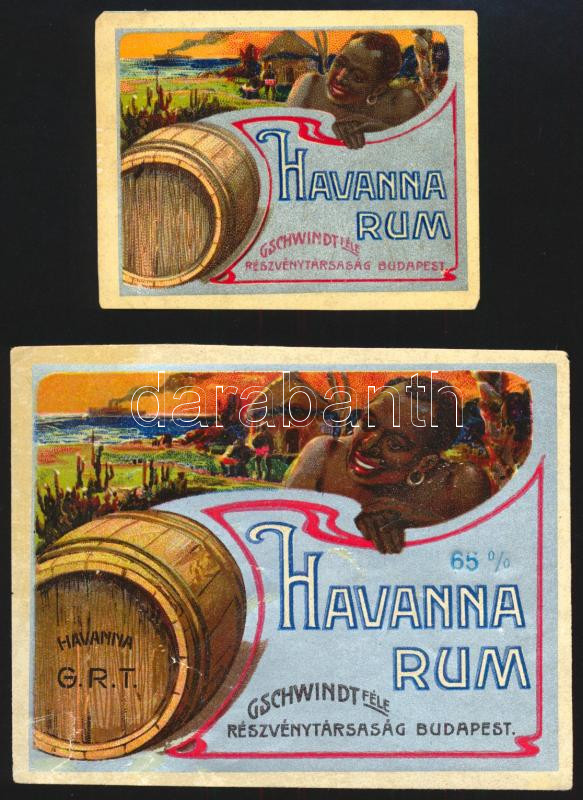 HAVANNA
RUM
GSCHWINDT FÉLE
RÉSZVÉNYTÁRSASÁG BUDAPEST.
darabanth
65 %
HAVANNA
RUM
HAVANNA
G.R.T.
GSCHWINDT FÉLE
RÉSZVÉNYTÁRSASÁG BUDAPEST.